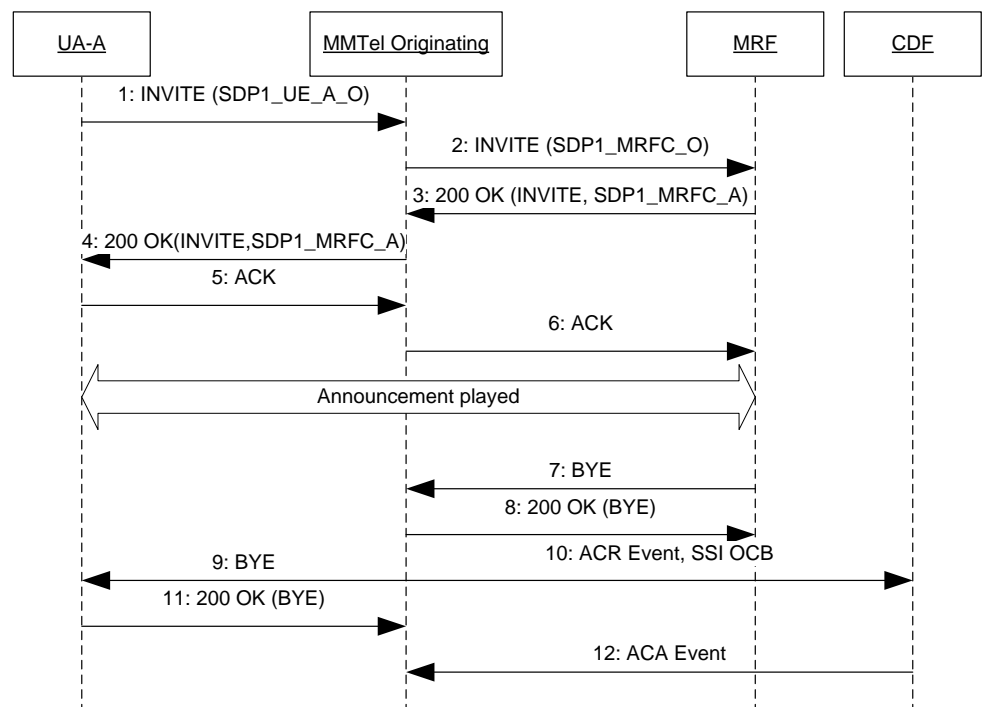 UA-A
MMTel Originating
MRF
CDF
1: INVITE (SDP1_UE_A_O)
2: INVITE (SDP1_MRFC_O)
3: 200 OK (INVITE, SDP1_MRFC_A)
4: 200 OK(INVITE,SDP1_MRFC_A)
5: ACK
6: ACK
Announcement played
7: BYE
8: 200 OK (BYE)
10: ACR Event, SSI OCB
9: BYE
11: 200 OK (BYE)
12: ACA Event